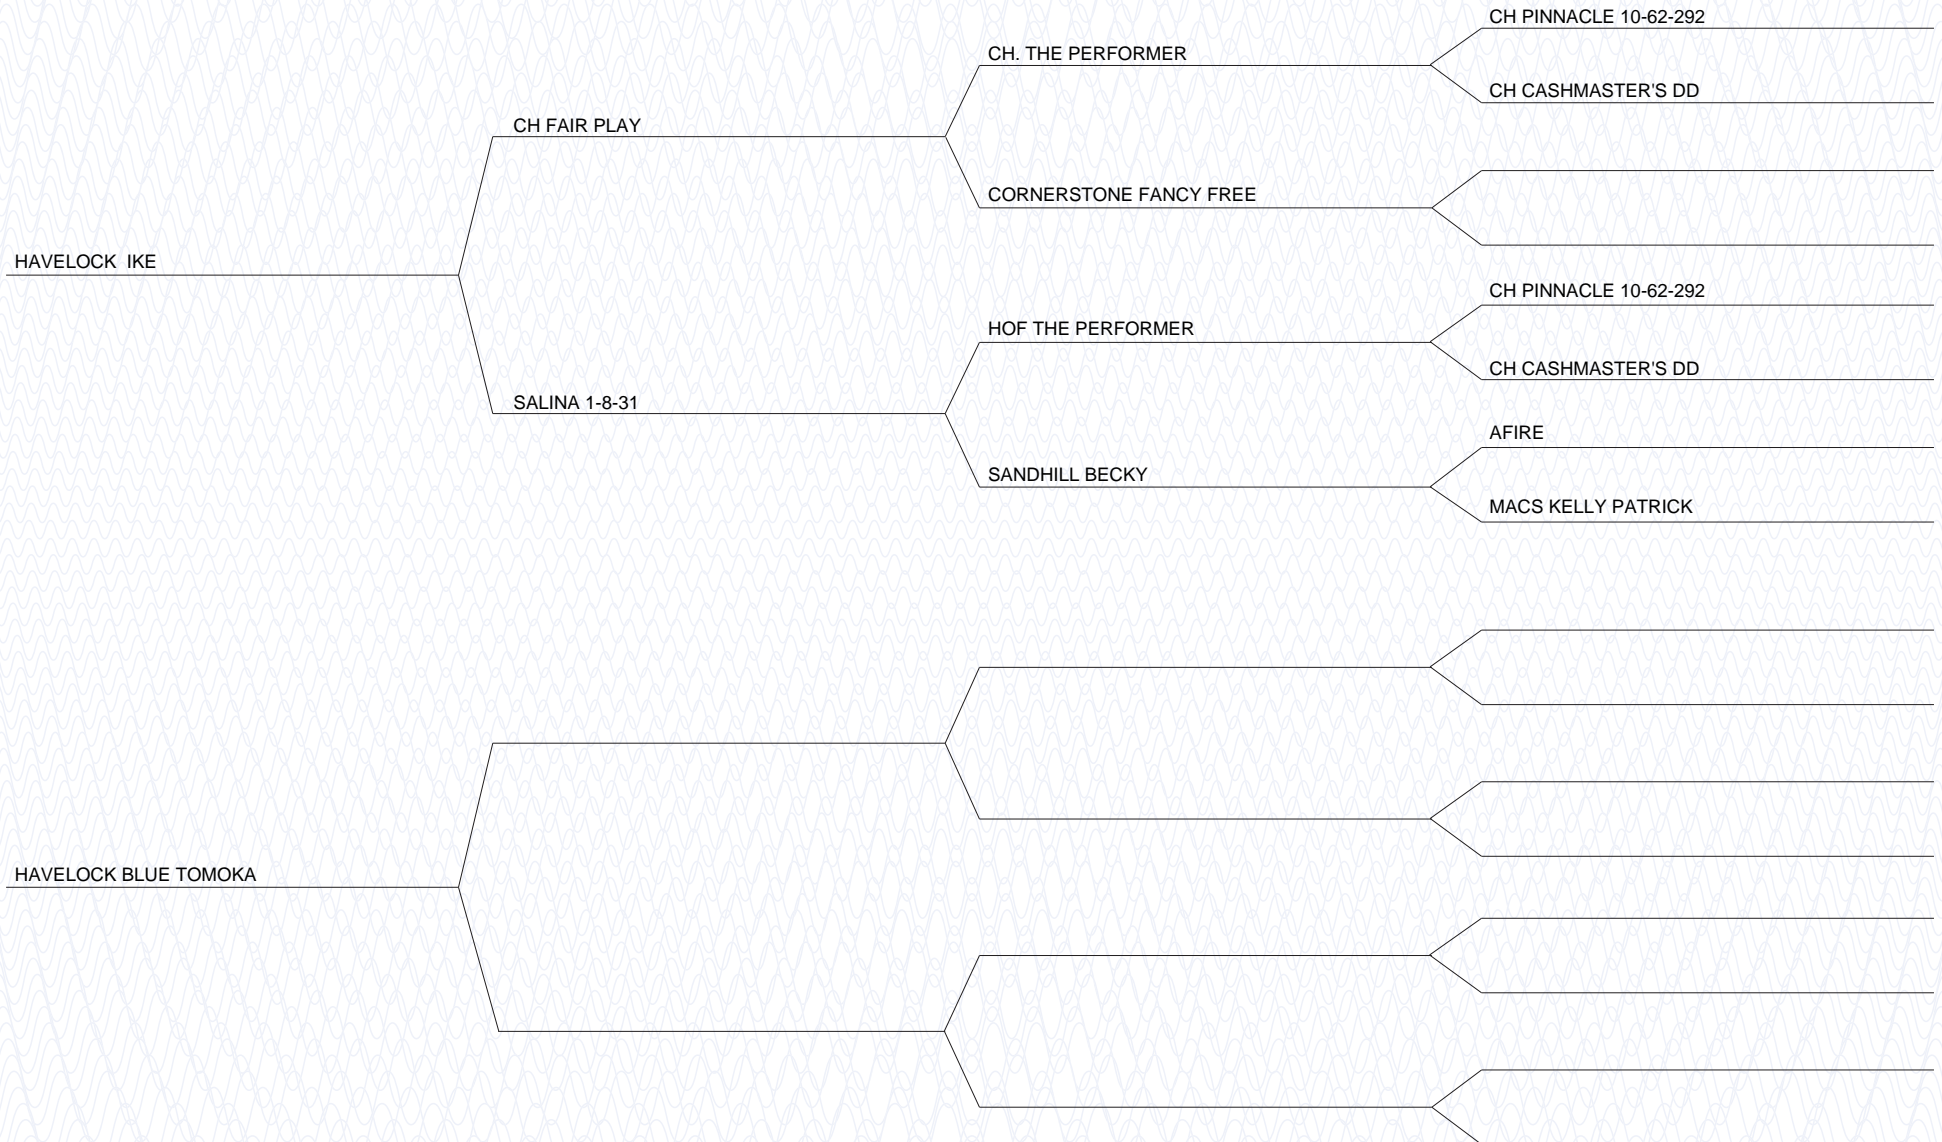 CH PINNACLE 10-62-292
CH. THE PERFORMER
CH CASHMASTER'S DD
CH FAIR PLAY
CORNERSTONE FANCY FREE
HAVELOCK  IKE
CH PINNACLE 10-62-292
HOF THE PERFORMER
CH CASHMASTER'S DD
SALINA 1-8-31
AFIRE
SANDHILL BECKY
MACS KELLY PATRICK
HAVELOCK BLUE TOMOKA